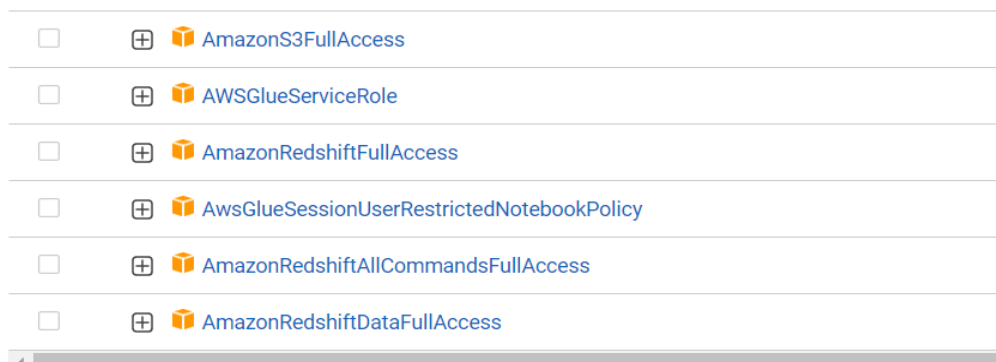 AmazonS3FullAccess
AWSGlueServiceRole
AmazonRedshiftFullAccess
AwsGlueSessionUserRestrictedNotebookPolicy
AmazonRedshiftAllCommandsFullAccess
AmazonRedshiftDataFullAccess